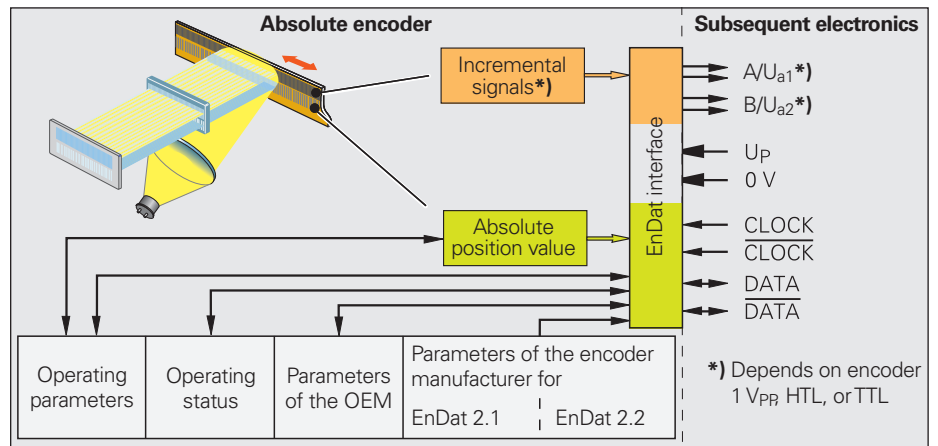 Absolute encoder
Subsequent electronics
Incremental
signals*)
A/Ua1*)
B/Ua2*)
UP
0 V
EnDat interface
Absolute
position value
CLOCK
CLOCK
DATA
DATA
Operating
parameters
Operating
status
Parameters
of the OEM
Parameters of the encoder
manufacturer for
EnDat 2.1
EnDat 2.2
*) Depends on encoder
1 VPP, HTL, or TTL